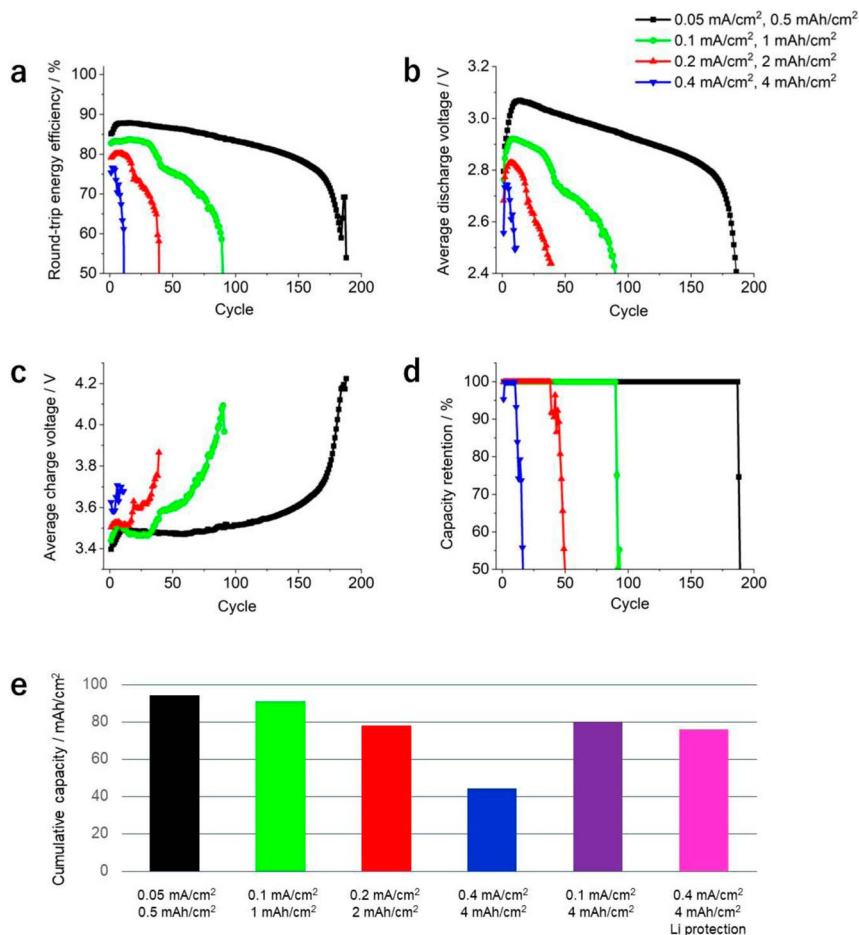 0.05 mA/cm², 0.5 mAh/cm²
0.1 mA/cm², 1 mAh/cm²
0.2 mA/cm², 2 mAh/cm²
0.4 mA/cm², 4 mAh/cm²
a
Round-trip energy efficiency / %
100
90
80
70
60
50
0 50 100 150 200
Cycle
b
Average discharge voltage / V
3.2
3.0
2.8
2.6
2.4
0 50 100 150 200
Cycle
c
Average charge voltage / V
4.2
4.0
3.8
3.6
3.4
0 50 100 150 200
Cycle
d
Capacity retention / %
100
90
80
70
60
50
0 50 100 150 200
Cycle
e
Cumulative capacity / mAh/cm²
100
80
60
40
20
0
0.05 mA/cm² 0.1 mA/cm² 0.2 mA/cm² 0.4 mA/cm² 0.1 mA/cm² 0.4 mA/cm²
0.5 mAh/cm² 1 mAh/cm² 2 mAh/cm² 4 mAh/cm² 4 mAh/cm² 4 mAh/cm²
Li protection